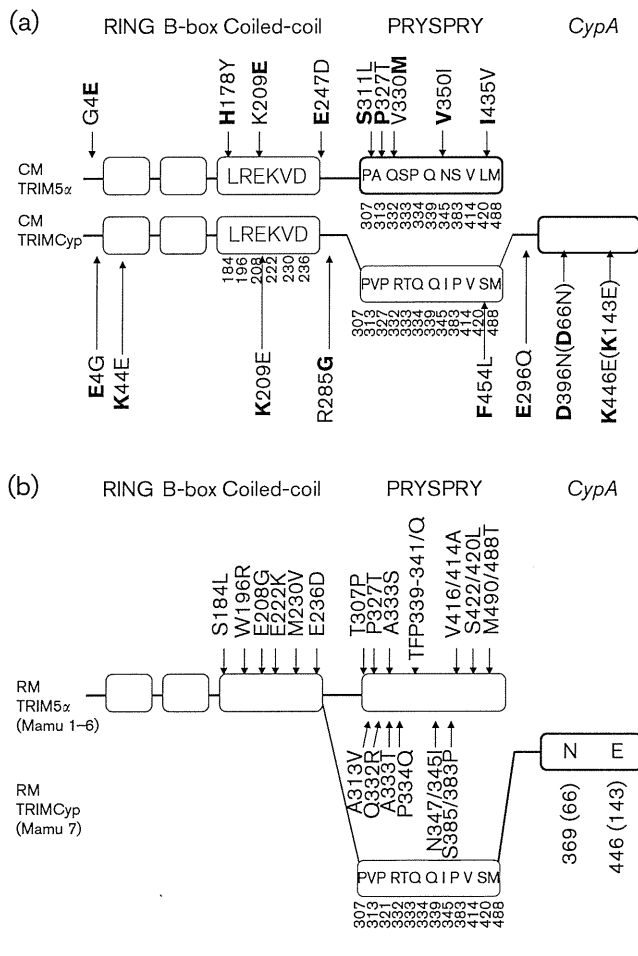 (a)
RING B-box Coiled-coil PRYSPRY CypA
G4E
H178Y
K209E
E247D
S311L
P327T
V330M
V350I
I435V
CM
TRIM5α
LREKVD
PA QSP Q NS V LM
307
313
332
333
334
339
345
383
414
420
488
CM
TRIMCyp
LREKVD
184
196
208
222
230
236
PVP RTQ Q I P V SM
307
313
327
332
333
334
339
345
383
414
420
488
E4G
K44E
K209E
R285G
F454L
E296Q
D396N(D66N)
K446E(K143E)
(b)
RING B-box Coiled-coil PRYSPRY CypA
S184L
W196R
E208G
E222K
M230V
E236D
T307P
P327T
A333S
TFP339-341/Q
V416/414A
S422/420L
M490/488T
RM
TRIM5α
(Mamu 1–6)
A313V
Q332R
A333T
P334Q
N347/345I
S385/383P
RM
TRIMCyp
(Mamu 7)
N E
369 (66)
446 (143)
PVP RTQ Q I P V SM
307
313
321
332
333
334
339
345
383
414
420
488